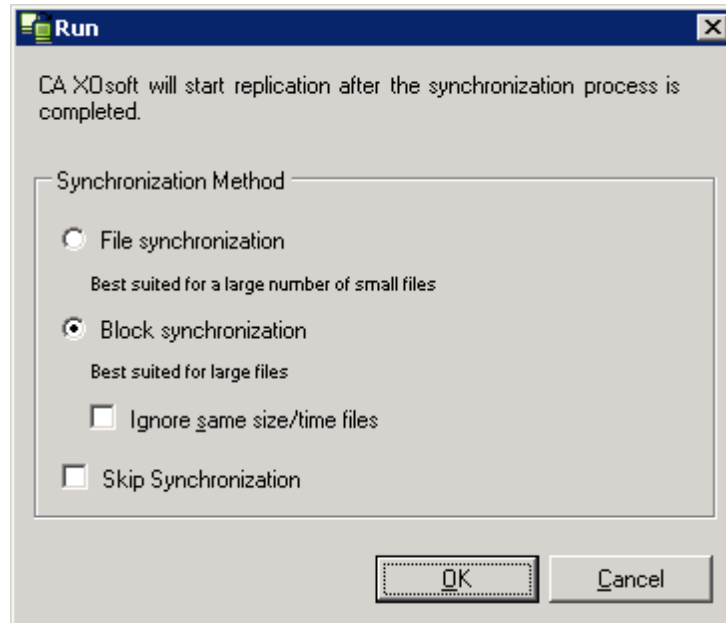 Run
CA XOsoft will start replication after the synchronization process is
completed.
Synchronization Method
File synchronization
Best suited for a large number of small files
Block synchronization
Best suited for large files
Ignore same size/time files
Skip Synchronization
OK
Cancel